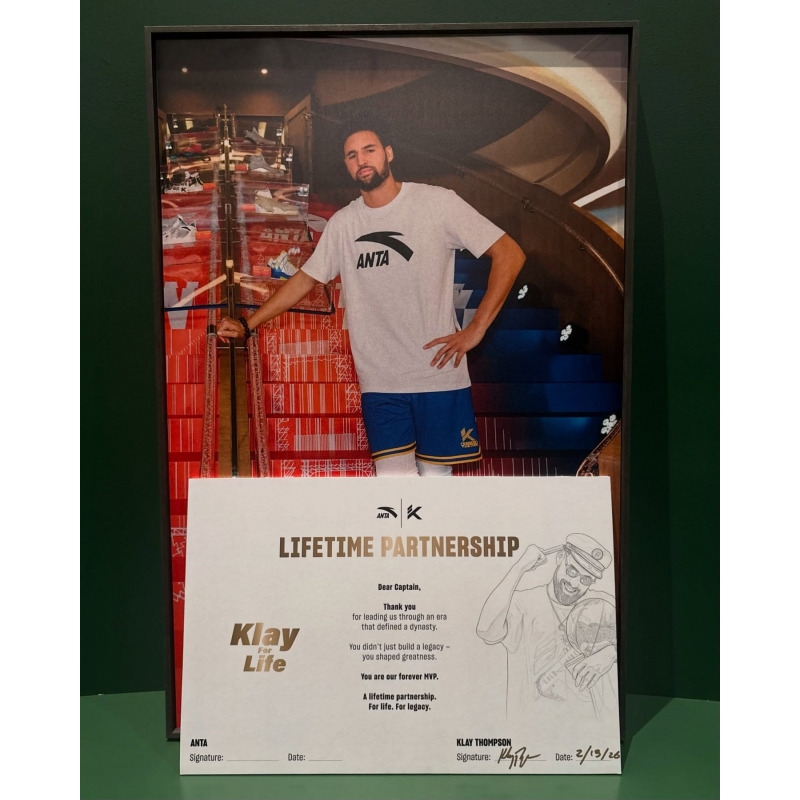 ANTA
ANTA
ANTA
LIFETIME PARTNERSHIP
Dear Captain,
Thank you
for leading us through an era
that defined a dynasty.
You didn't just build a legacy –
you shaped greatness.
You are our forever MVP.
A lifetime partnership.
For life. For legacy.
Klay
For
Life
ANTA
Signature: Date:
KLAY THOMPSON
Signature: Date: 2/13/26